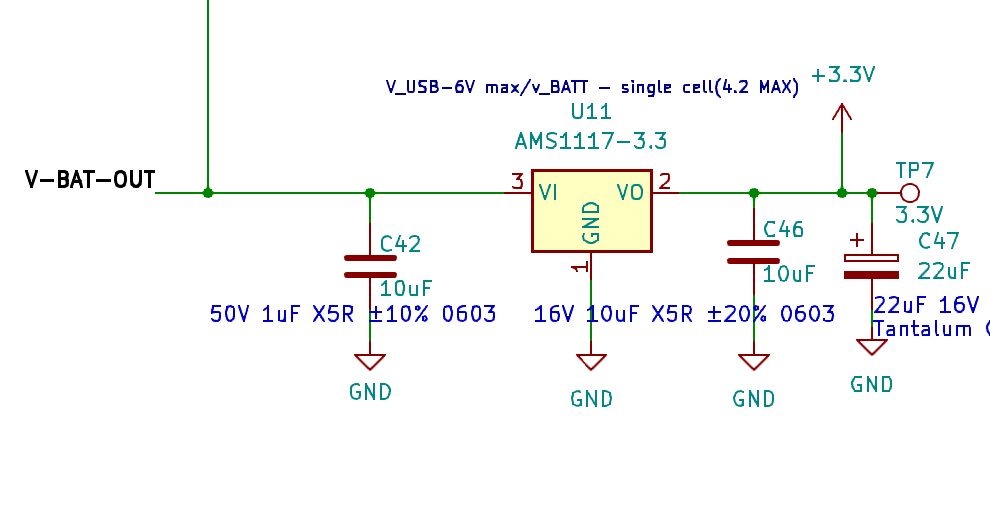 V_USB-6V max/v_BATT - single cell(4.2 MAX)
+3.3V
U11
AMS1117-3.3
V-BAT-OUT
3
VI
GND
VO
2
1
TP7
3.3V
C42
10uF
50V 1uF X5R ±10% 0603
C46
10uF
16V 10uF X5R ±20% 0603
+
C47
22uF
22uF 16V
Tantalum
GND
GND
GND
GND